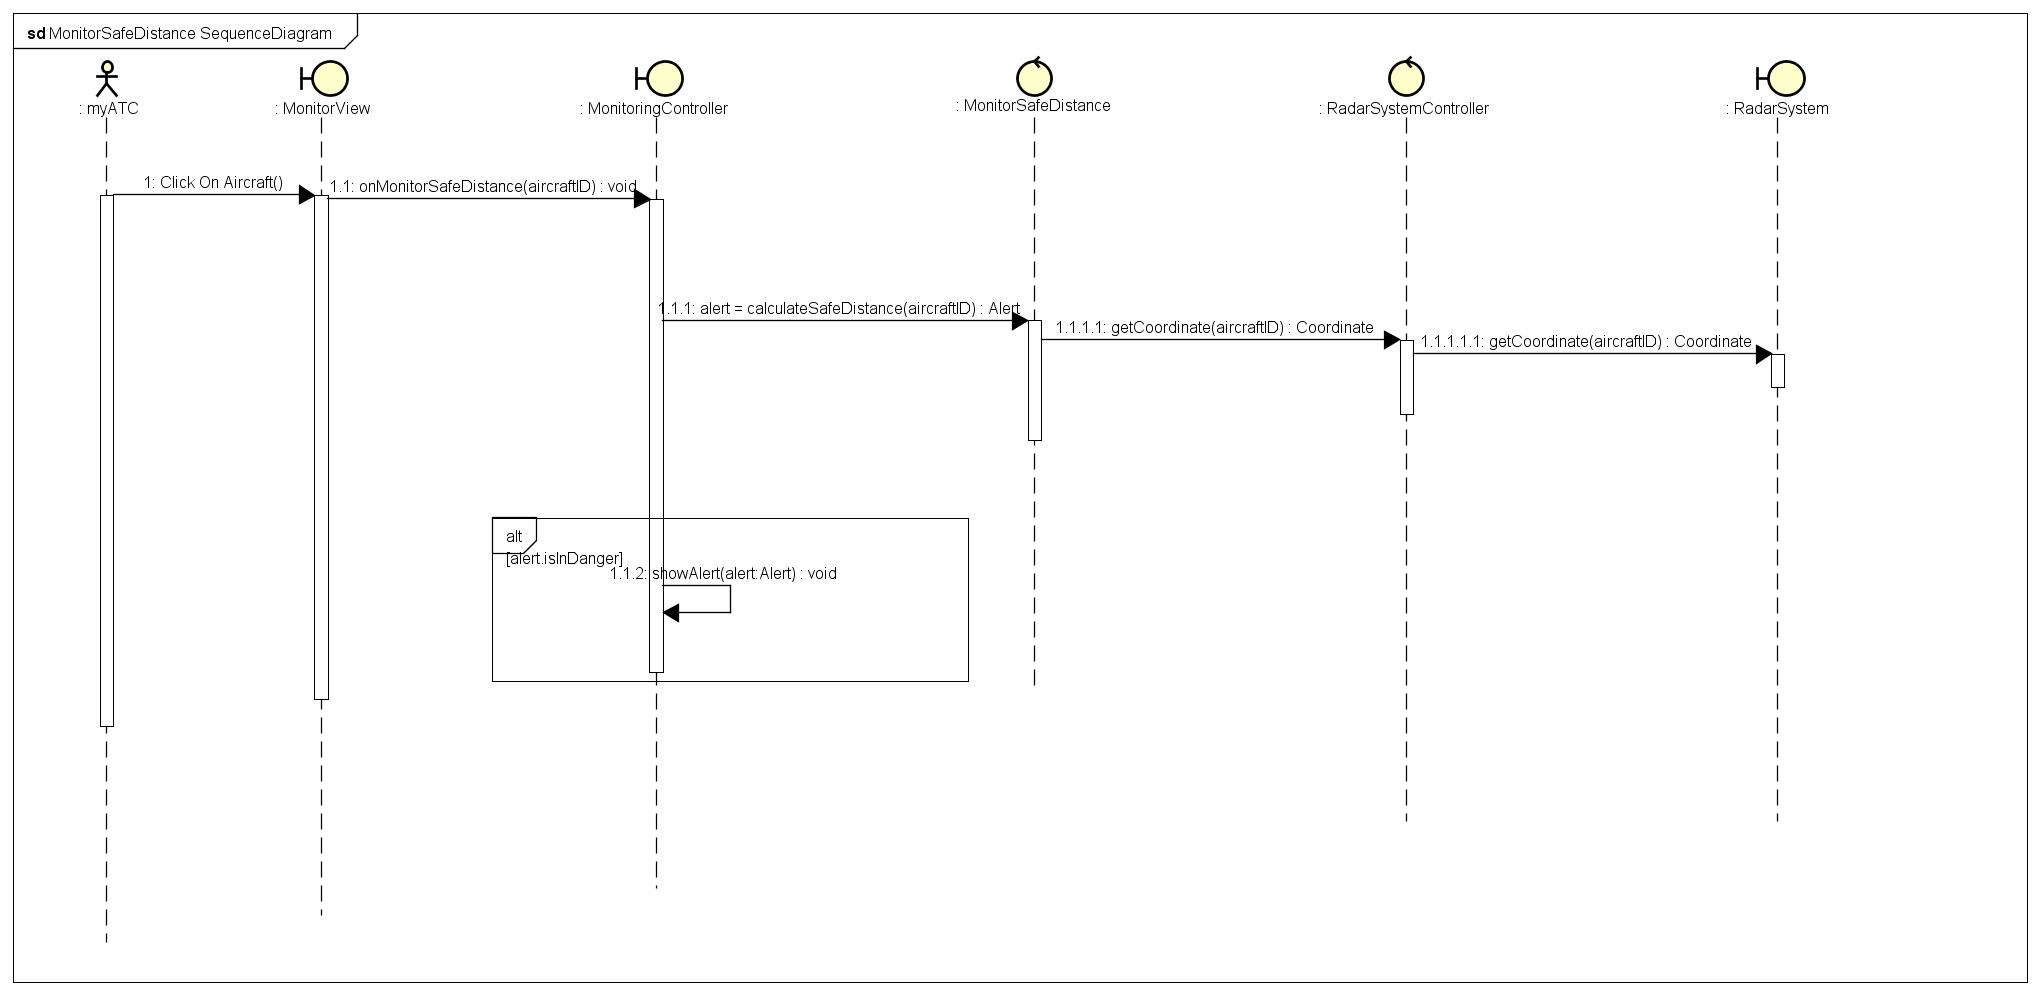 sd MonitorSafeDistance SequenceDiagram
: myATC
: MonitorView
: MonitoringController
: MonitorSafeDistance
: RadarSystemController
: RadarSystem
1: Click On Aircraft()
1.1: onMonitorSafeDistance(aircraftID) : void
1.1.1: alert = calculateSafeDistance(aircraftID) : Alert
1.1.1.1: getCoordinate(aircraftID) : Coordinate
1.1.1.1.1: getCoordinate(aircraftID) : Coordinate
alt
[alert.isInDanger]
1.1.2: showAlert(alert:Alert) : void